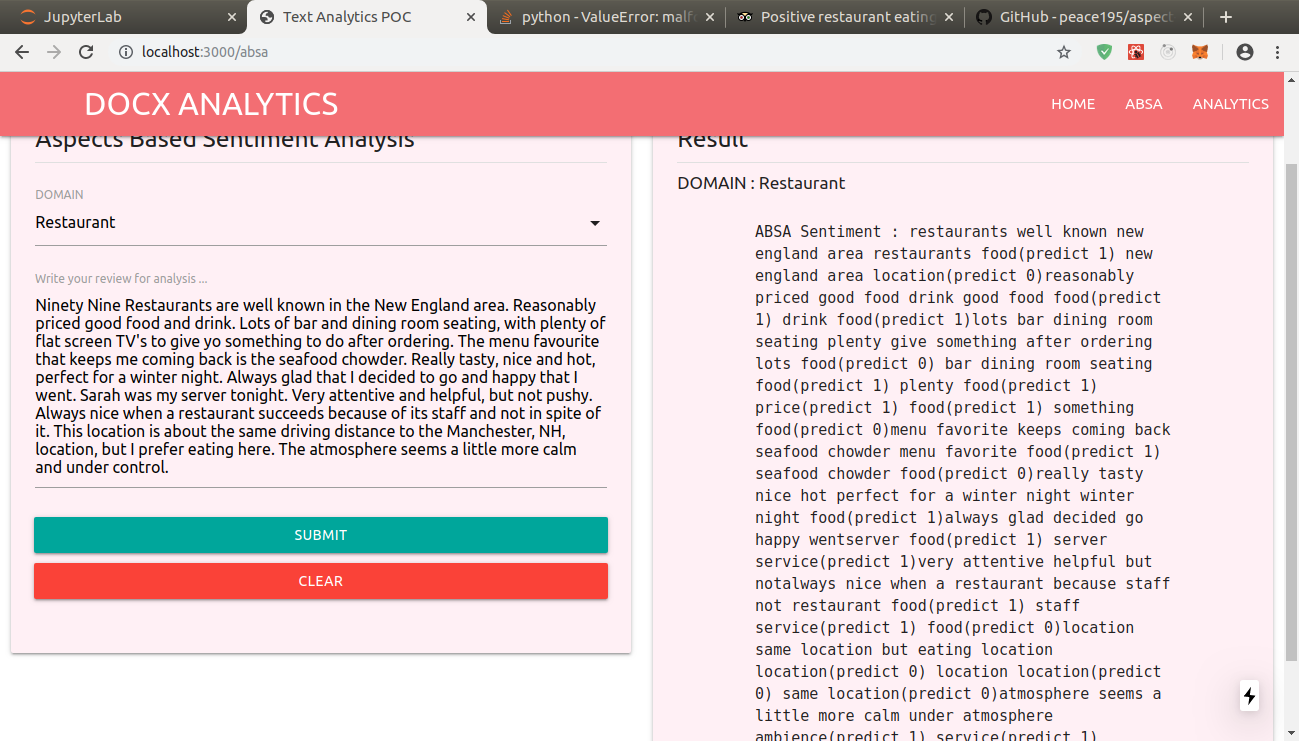 JupyterLab
Text Analytics POC
python - ValueError: malf
Positive restaurant eating
GitHub - peace195/aspect
localhost:3000/absa
DOCX ANALYTICS
HOME
ABSA
ANALYTICS
Aspects Based Sentiment Analysis
DOMAIN
Restaurant
Write your review for analysis ...
Ninety Nine Restaurants are well known in the New England area. Reasonably
priced good food and drink. Lots of bar and dining room seating, with plenty of
flat screen TV's to give yo something to do after ordering. The menu favourite
that keeps me coming back is the seafood chowder. Really tasty, nice and hot,
perfect for a winter night. Always glad that I decided to go and happy that I
went. Sarah was my server tonight. Very attentive and helpful, but not pushy.
Always nice when a restaurant succeeds because of its staff and not in spite of
it. This location is about the same driving distance to the Manchester, NH,
location, but I prefer eating here. The atmosphere seems a little more calm
and under control.
SUBMIT
CLEAR
Result
DOMAIN : Restaurant
ABSA Sentiment : restaurants well known new
england area restaurants food(predict 1) new
england area location(predict 0)reasonably
priced good food drink good food food(predict
1) drink food(predict 1)lots bar dining room
seating plenty give something after ordering
lots food(predict 0) bar dining room seating
food(predict 1) plenty food(predict 1)
price(predict 1) food(predict 1) something
food(predict 0)menu favorite keeps coming back
seafood chowder menu favorite food(predict 1)
seafood chowder food(predict 0)really tasty
nice hot perfect for a winter night winter
night food(predict 1)always glad decided go
happy wentserver food(predict 1) server
service(predict 1)very attentive helpful but
notalways nice when a restaurant because staff
not restaurant food(predict 1) staff
service(predict 1) food(predict 0)location
same location but eating location
location(predict 0) location location(predict
0) same location(predict 0)atmosphere seems a
little more calm under atmosphere
ambience(predict 1) service(predict 1)